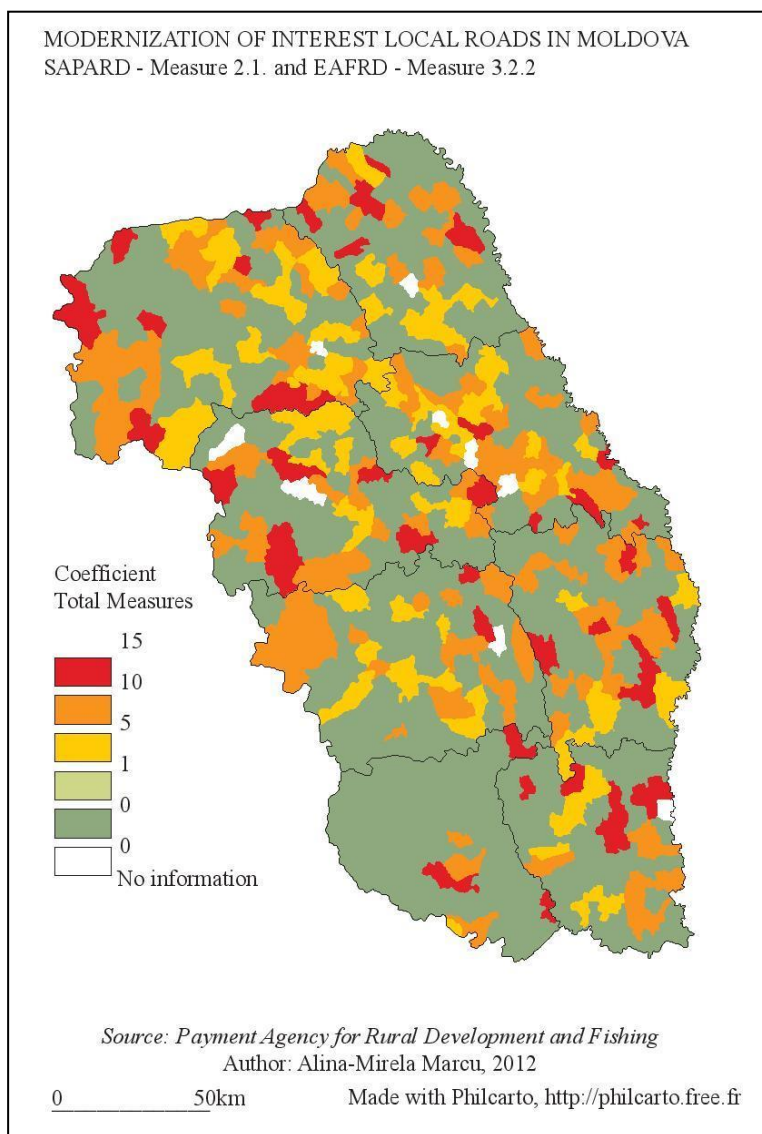 MODERNIZATION OF INTEREST LOCAL ROADS IN MOLDOVA
SAPARD - Measure 2.1. and EAFRD - Measure 3.2.2
Coefficient
Total Measures
15
10
5
1
0
0
No information
Source: Payment Agency for Rural Development and Fishing
Author: Alina-Mirela Marcu, 2012
0 50km Made with Philcarto, http://philcarto.free.fr